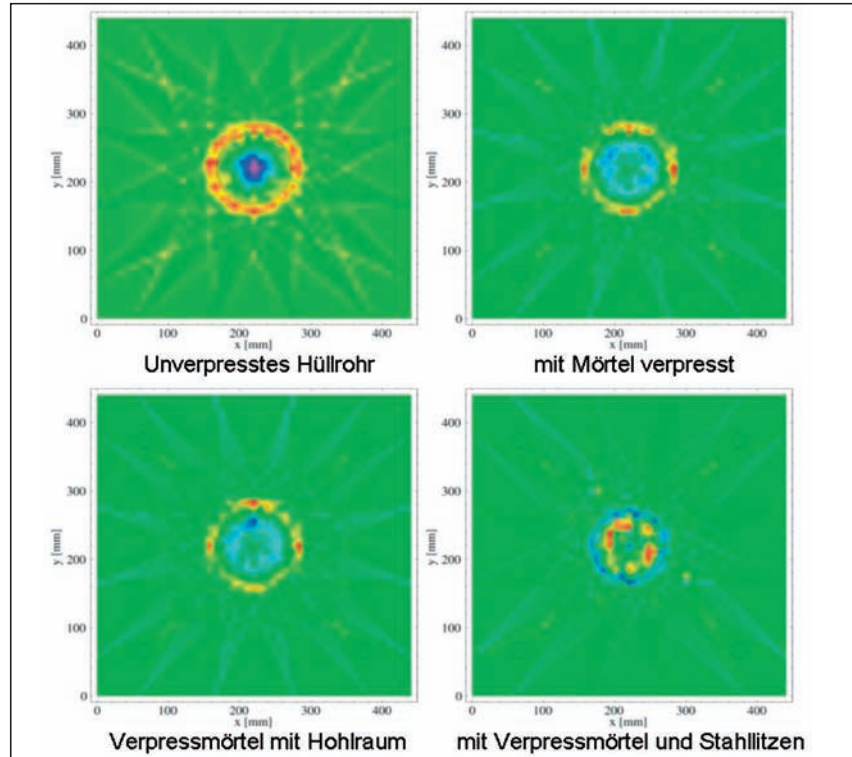 400
300
200
100
0
y [mm]
0 100 200 300 400
x [mm]
Unverpresstes Hüllrohr
400
300
200
100
0
y [mm]
0 100 200 300 400
x [mm]
mit Mörtel verpresst
400
300
200
100
0
y [mm]
0 100 200 300 400
x [mm]
Verpressmörtel mit Hohlraum
400
300
200
100
0
y [mm]
0 100 200 300 400
x [mm]
mit Verpressmörtel und Stahllitzen